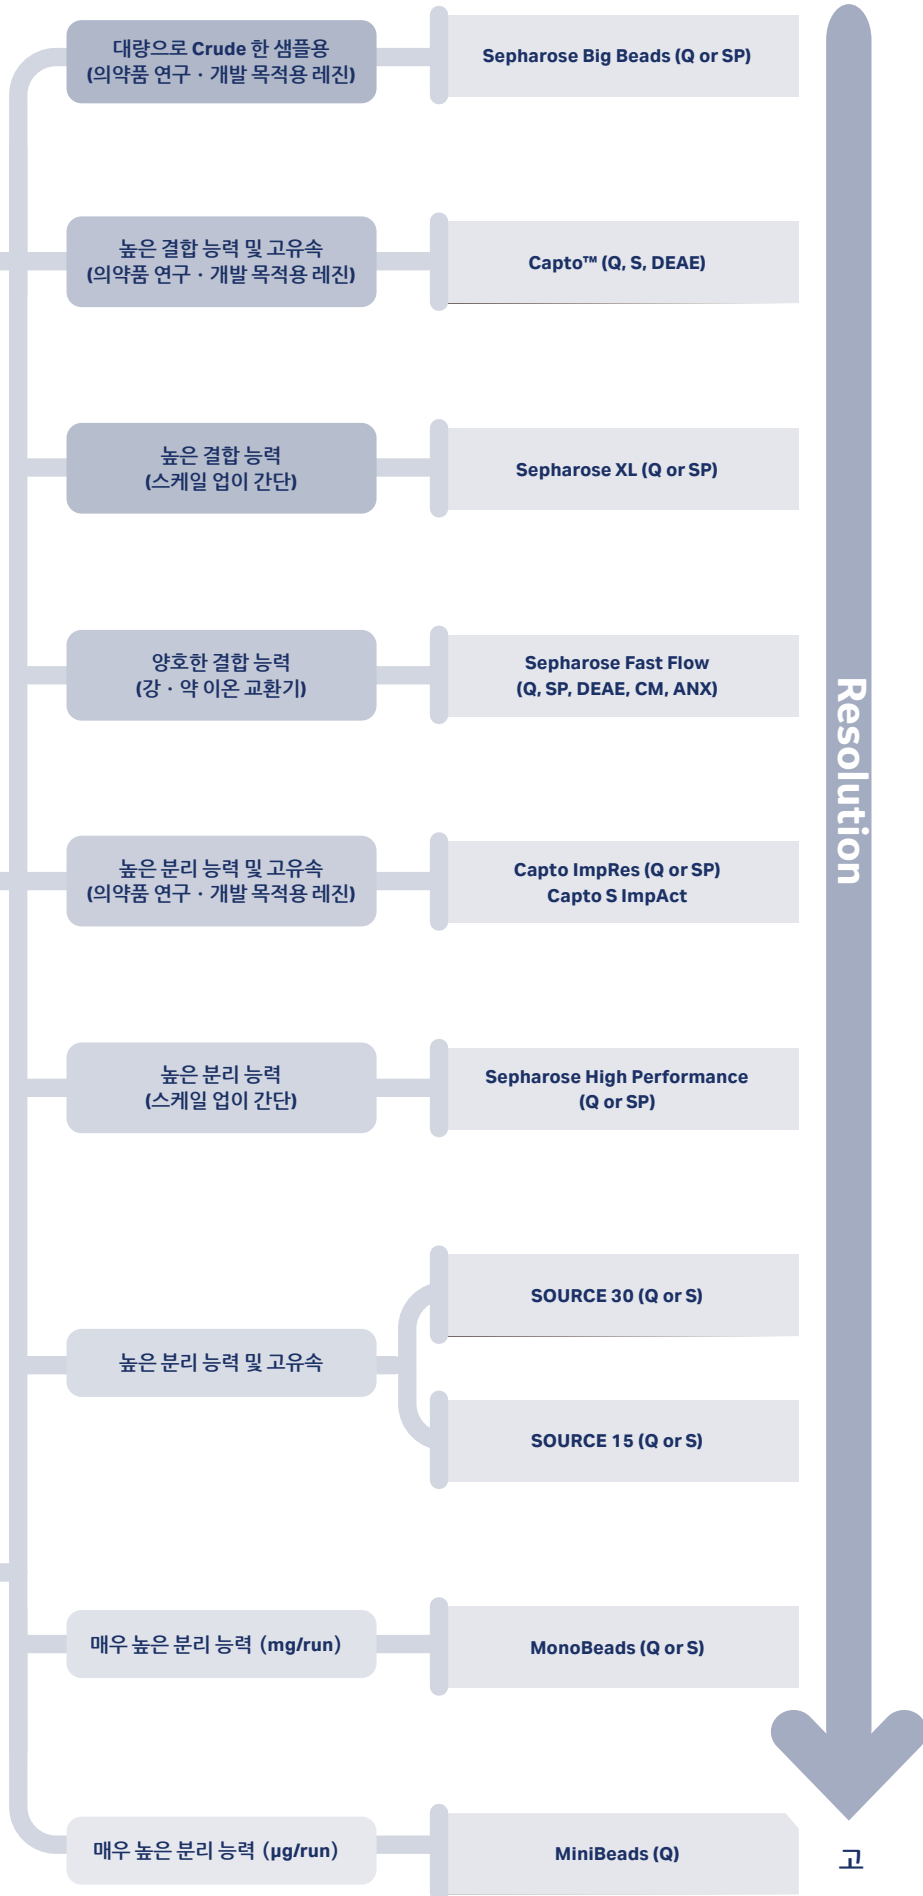 대량으로 Crude 한 샘플용
(의약품 연구 · 개발 목적용 레진)
Sepharose Big Beads (Q or SP)
높은 결합 능력 및 고유속
(의약품 연구 · 개발 목적용 레진)
Capto™ (Q, S, DEAE)
높은 결합 능력
(스케일 업이 간단)
Sepharose XL (Q or SP)
양호한 결합 능력
(강 · 약 이온 교환기)
Sepharose Fast Flow
(Q, SP, DEAE, CM, ANX)
Resolution
높은 분리 능력 및 고유속
(의약품 연구 · 개발 목적용 레진)
Capto ImpRes (Q or SP)
Capto S ImpAct
높은 분리 능력
(스케일 업이 간단)
Sepharose High Performance
(Q or SP)
높은 분리 능력 및 고유속
SOURCE 30 (Q or S)
SOURCE 15 (Q or S)
매우 높은 분리 능력 (mg/run)
MonoBeads (Q or S)
매우 높은 분리 능력 (µg/run)
MiniBeads (Q)
고